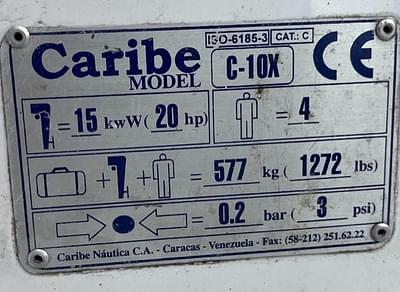 Caribe ISO-6185-3 CAT.: C CE
MODEL C-10X
= 15 kwW ( 20 hp) = 4
+ + = 577 kg ( 1272 lbs)
= 0.2 bar ( 3 psi)
Caribe Náutica C.A. - Caracas - Venezuela - Fax: (58-212) 251.62.22